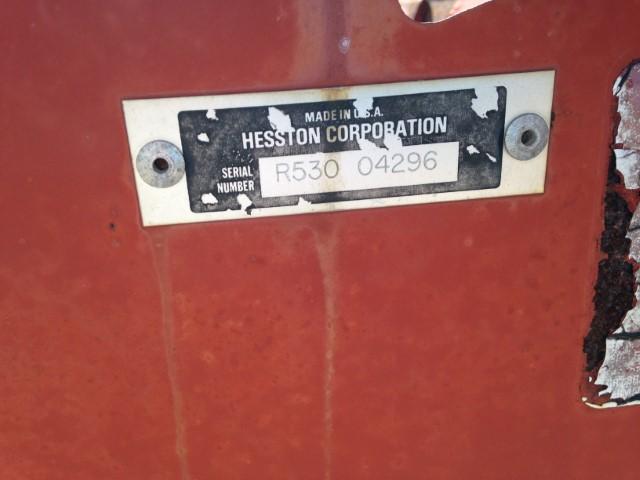 MADE IN U.S.A.
HESSTON CORPORATION
SERIAL NUMBER R530 04296